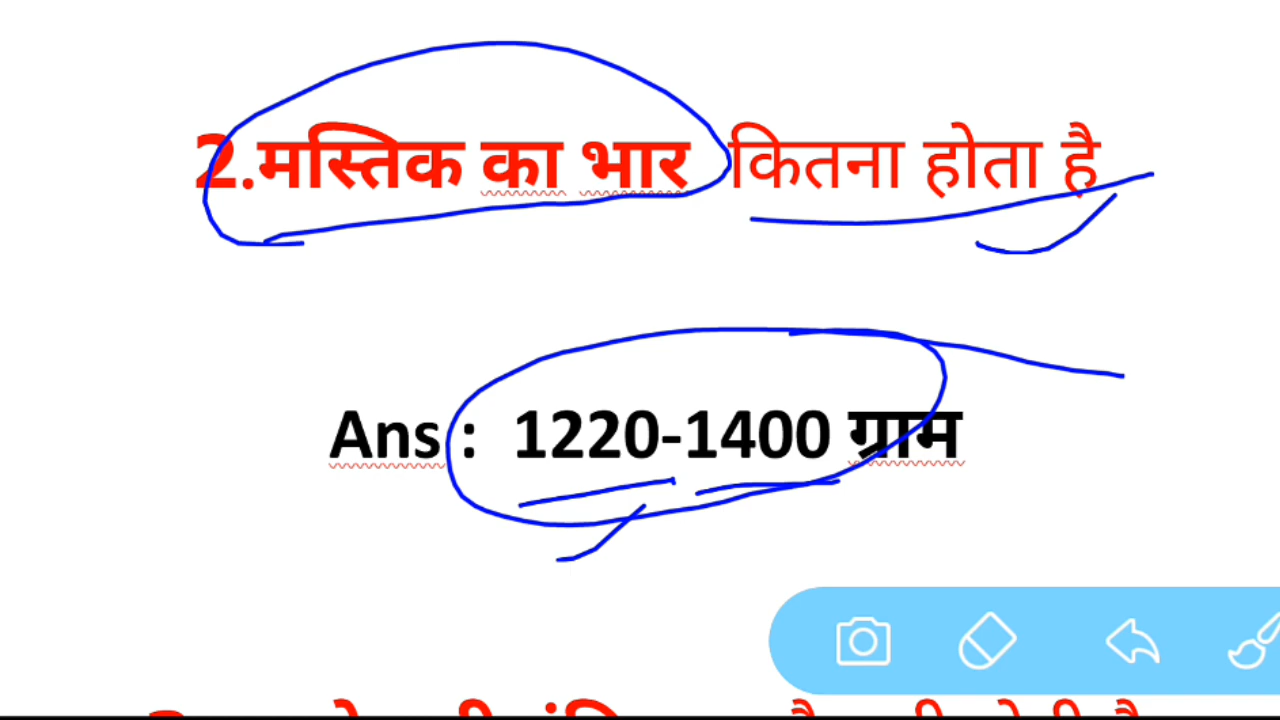 2.मस्तिक का भार कितना होता है
Ans : 1220-1400 ग्राम